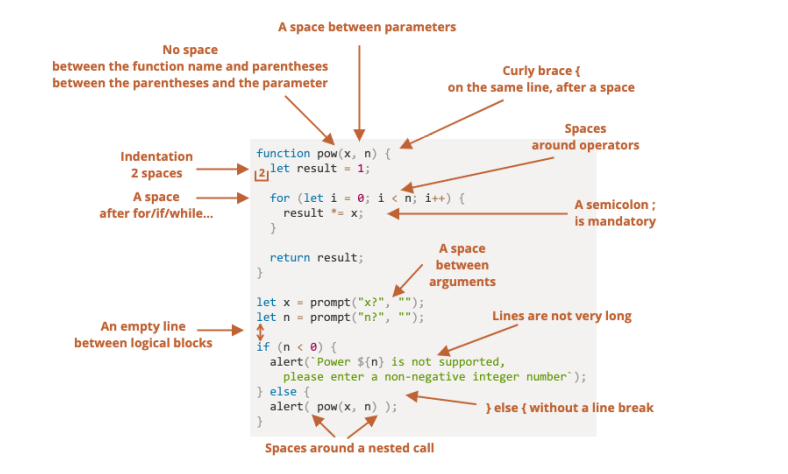 A space between parameters
No space
between the function name and parentheses
between the parentheses and the parameter
Curly brace {
on the same line, after a space
Spaces
around operators
Indentation
2 spaces
A space
after for/if/while...
A semicolon ;
is mandatory
function pow(x, n) {
2
let result = 1;
for (let i = 0; i < n; i++) {
result *= x;
}
return result;
}
A space
between
arguments
let x = prompt("x?", "");
let n = prompt("n?", "");
Lines are not very long
An empty line
between logical blocks
if (n < 0) {
alert(`Power ${n} is not supported,
please enter a non-negative integer number`);
} else {
alert( pow(x, n) );
}
} else { without a line break
Spaces around a nested call